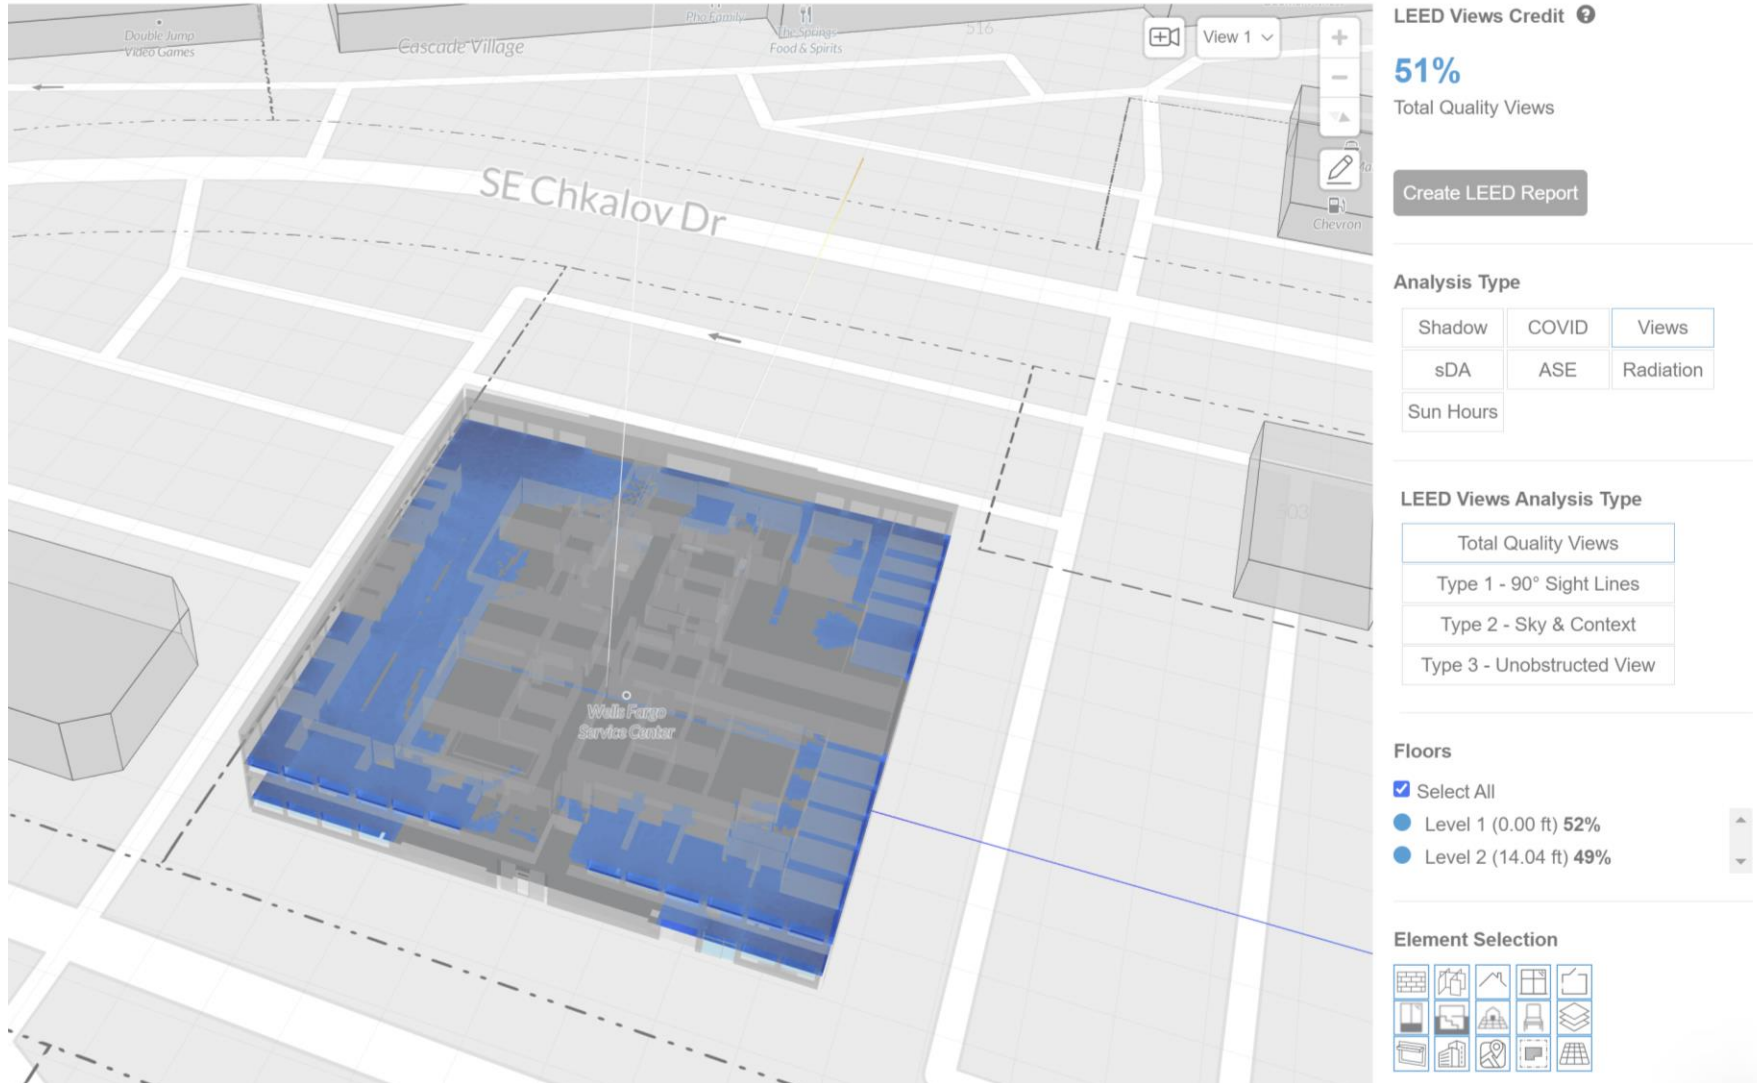 Double Jump
Video Games
Cascade Village
Pho Family
The Springs
Food & Spirits
516
View 1
SE Chkalov Dr
Chevron
503
Wells Fargo
Service Center
LEED Views Credit
51%
Total Quality Views
Create LEED Report
Analysis Type
Shadow
COVID
Views
sDA
ASE
Radiation
Sun Hours
LEED Views Analysis Type
Total Quality Views
Type 1 - 90° Sight Lines
Type 2 - Sky & Context
Type 3 - Unobstructed View
Floors
Select All
Level 1 (0.00 ft) 52%
Level 2 (14.04 ft) 49%
Element Selection